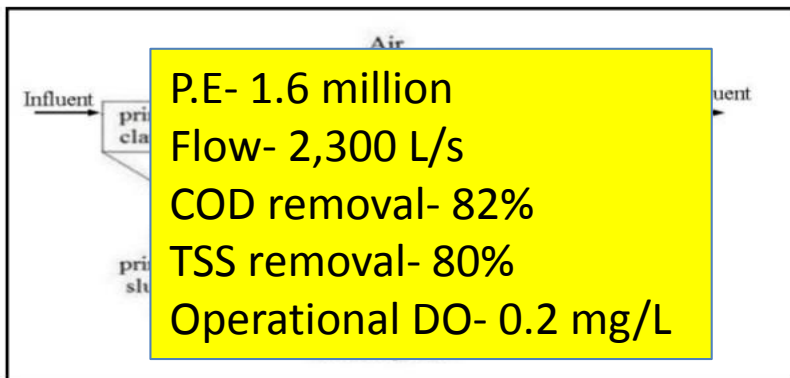 Air
Influent
P.E- 1.6 million
Flow- 2,300 L/s
COD removal- 82%
TSS removal- 80%
Operational DO- 0.2 mg/L